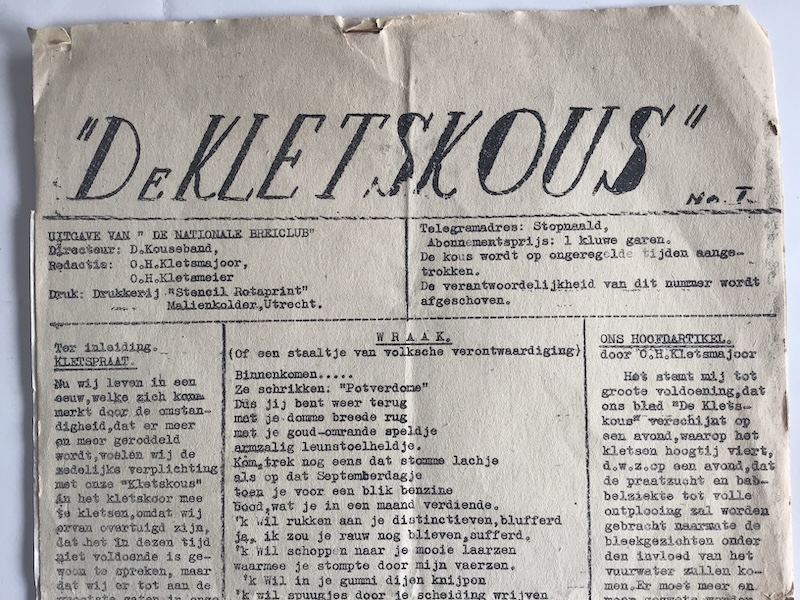 "De KLETSKOUS"
No. I.
UITGAVE VAN " DE NATIONALE BREICLUB"
Directeur: D.Kouseband,
Redactie: O.H.Kletsmajoor,
O.H.Kletsmeier
Druk: Drukkerij "Stencil Rotaprint"
Malienkolder,Utrecht.
Telegramadres: Stopnaald,
Abonnementsprijs: 1 kluwe garen.
De kous wordt op ongeregelde tijden aange-
trokken.
De verantwoordelijkheid van dit nummer wordt
afgeschoven.
Ter inleiding.
KLETSPRAAT.
Nu wij leven in een
eeuw,welke zich kenm
merkt door de omstan-
digheid,dat er meer
en meer geroddeld
wordt,voelen wij de
zedelijke verplichting
met onze "Kletskous"
in het kletskoor mee
te kletsen,omdat wij
ervan overtuigd zijn,
dat het in dezen tijd
niet voldoende is ge-
woon te spreken, maar
dat wij er tot aan de
W R A A K.
(Of een staaltje van volksche verontwaardiging)
Binnenkomen.....
Ze schrikken: "Potverdome"
Dus jij bent weer terug
met je domme breede rug
met je goud-omrande speldje
armzalig leunstoelheldje.
Kom,trek nog eens dat stomme lachje
als op dat Septemberdagje
toen je voor een blik benzine
bood,wat je in een maand verdiende.
'k Wil rukken aan je distinctieven,blufferd
ja, ik zou je rauw nog blieven,sufferd.
'k Wil schoppen naar je mooie laarzen
waarmee je stompte door mijn vaerzen.
'k Wil in je gummi dijen knijpon
'k wil spuugjes door je scheiding wrijven
ONS HOOFDARTIKEL.
door O.H.Kletsmajoor
Het stemt mij tot
groote voldoening,dat
ons blad "De Klets-
kous" verschijnt op
een avond,waarop het
kletsen hoogtij viert,
d.w.z.op een avond,dat
de praatzucht en bab-
belziekte tot volle
ontplooing zal worden
gebracht naarmate de
bleekgezichten onder
den invloed van het
vuurwater zullen ko-
men.Er moet meer en